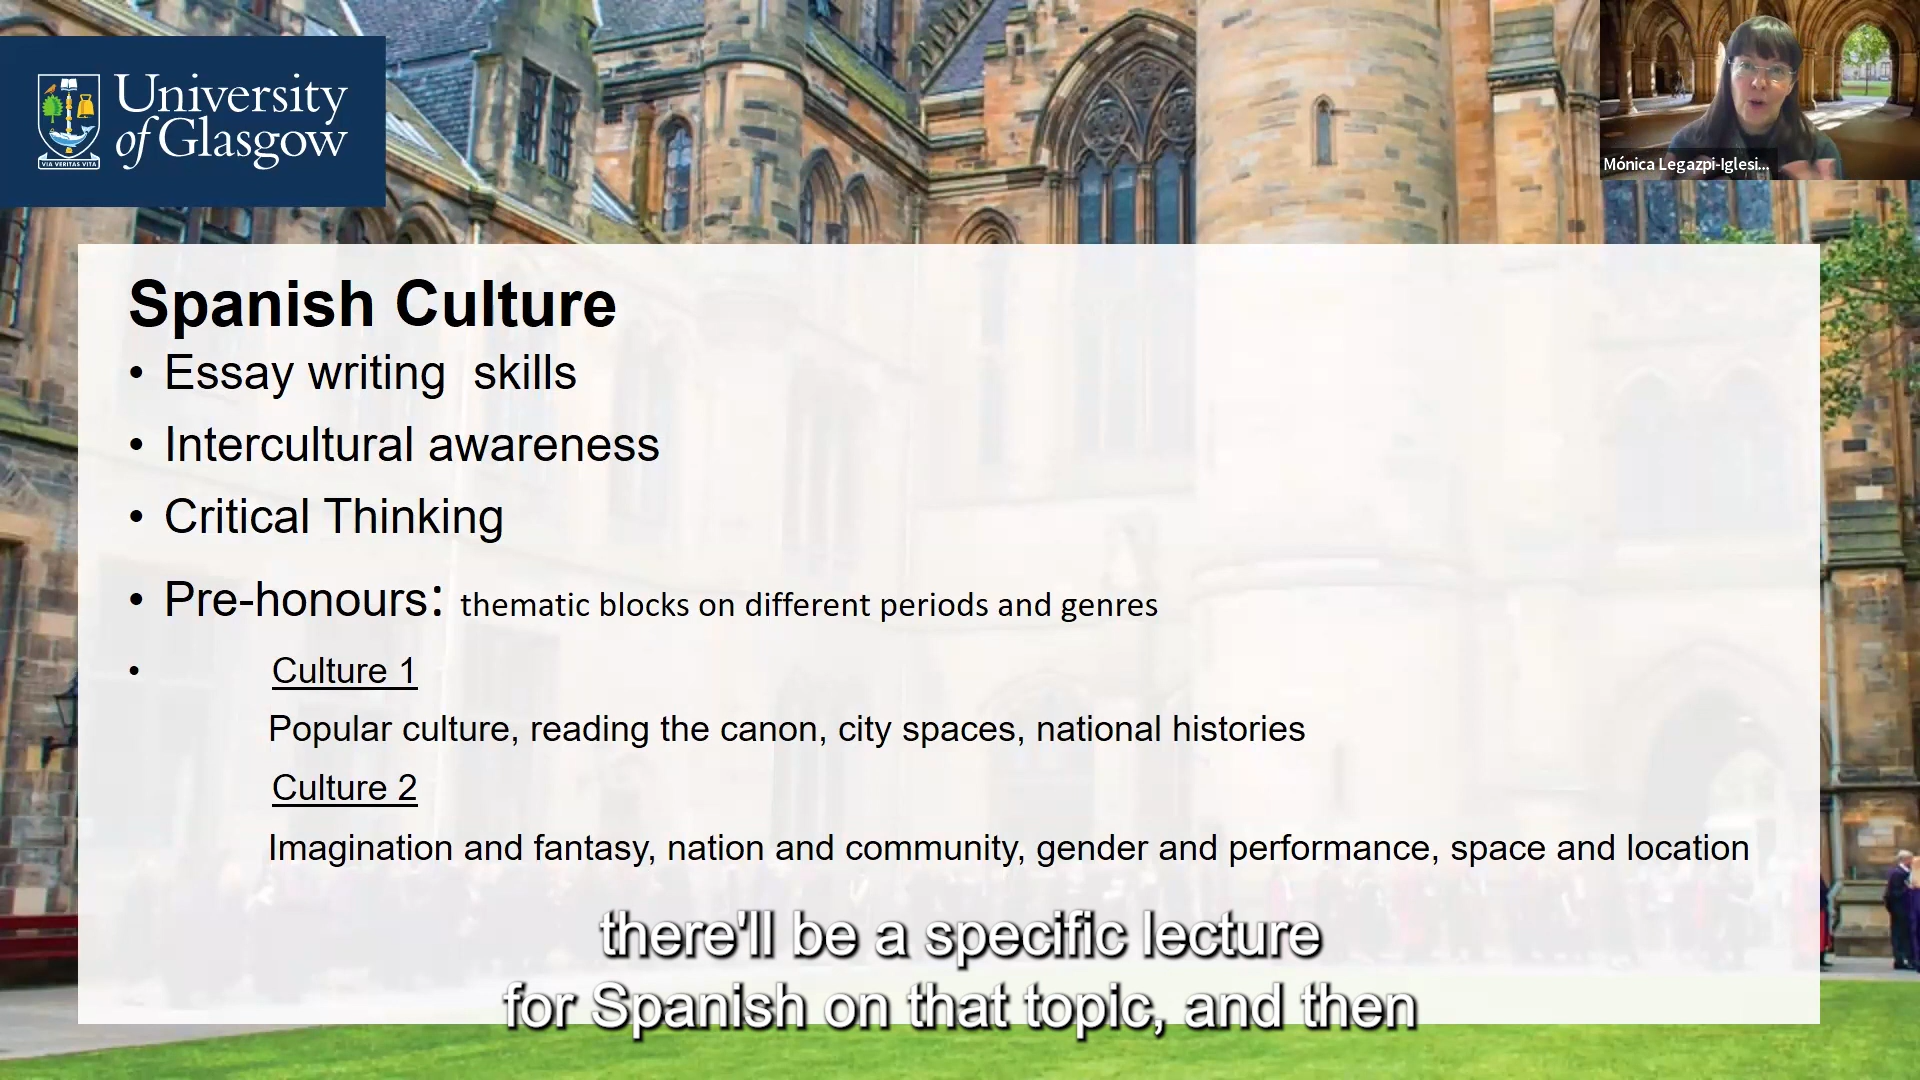 University
of Glasgow
VIA VERITAS VITA
Mónica Legazpi-Iglesi...
Spanish Culture
• Essay writing  skills
• Intercultural awareness
• Critical Thinking
• Pre-honours: thematic blocks on different periods and genres
• Culture 1
Popular culture, reading the canon, city spaces, national histories
Culture 2
Imagination and fantasy, nation and community, gender and performance, space and location
there'll be a specific lecture
for Spanish on that topic, and then